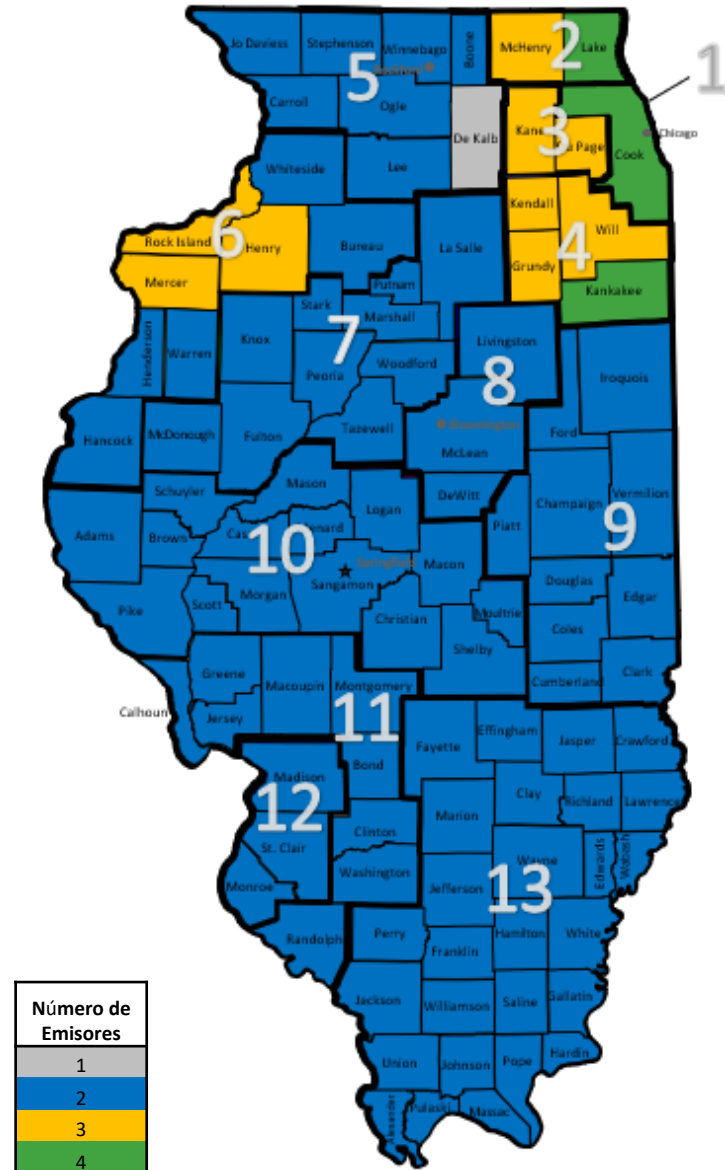 Jo Daviess
Stephenson
Winnebago
Boone
McHenry
2
Lake
5
1
Carroll
Ogle
De Kalb
Kane
3
Cook
Chicago
Whiteside
Lee
Kendall
Will
Rock Island
6
Henry
Bureau
La Salle
Grundy
4
Mercer
Putnam
Kankakee
Stark
Marshall
Henderson
Warren
Knox
7
Peoria
Woodford
Livingston
8
Iroquois
Hancock
McDonough
Fulton
Tazewell
Bloomington
McLean
Ford
Mason
DeWitt
Schuyler
Logan
Champaign
Vermilion
Adams
Brown
10
Piatt
9
Springfield
Sangamon
Macon
Pike
Scott
Morgan
Christian
Moultrie
Douglas
Edgar
Coles
Shelby
Greene
Macoupin
Montgomery
Cumberland
Clark
Calhoun
Jersey
11
Fayette
Effingham
Jasper
Crawford
Madison
Bond
12
Clay
Richland
Lawrence
Marion
St. Clair
Clinton
Washington
Wayne
Edwards
Wabash
Monroe
Jefferson
13
Randolph
Perry
Franklin
Hamilton
White
Jackson
Williamson
Saline
Gallatin
Union
Johnson
Pope
Hardin
Alexander
Pulaski
Massac
Número de
Emisores
1
2
3
4